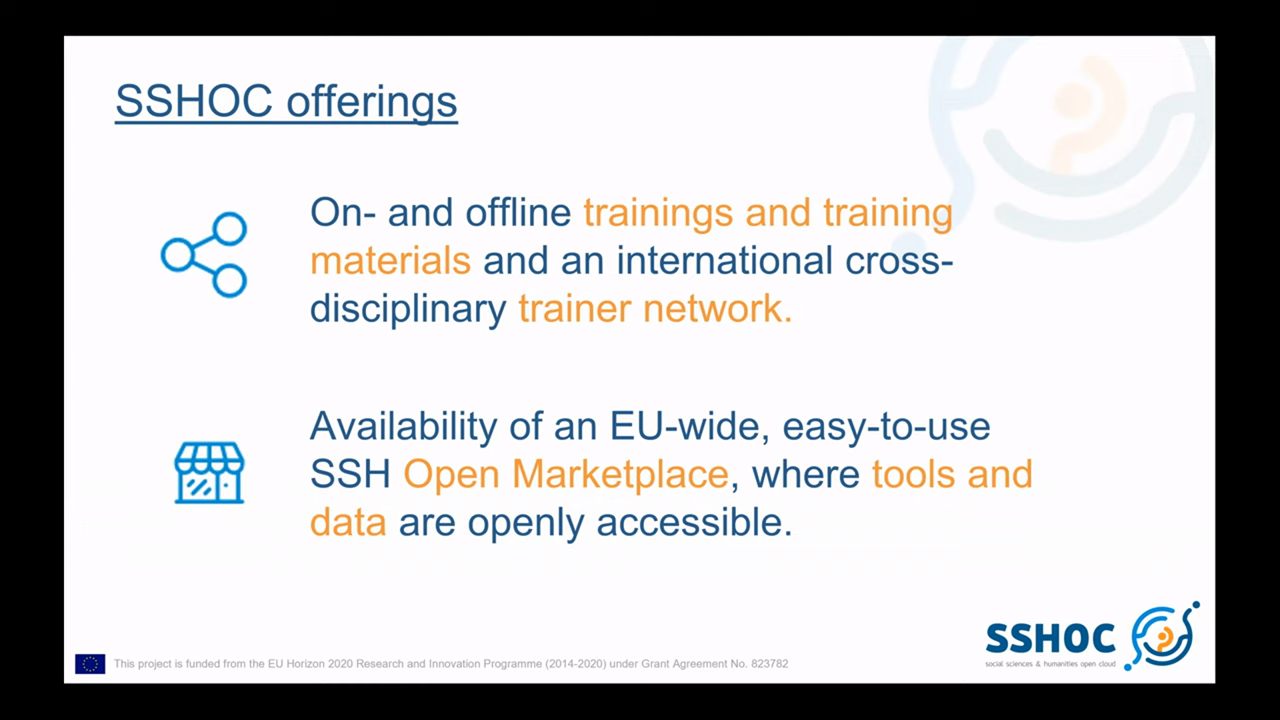 SSHOC offerings
On- and offline trainings and training
materials and an international cross-
disciplinary trainer network.
Availability of an EU-wide, easy-to-use
SSH Open Marketplace, where tools and
data are openly accessible.
SSHOC
social sciences & humanities open cloud
This project is funded from the EU Horizon 2020 Research and Innovation Programme (2014-2020) under Grant Agreement No. 823782